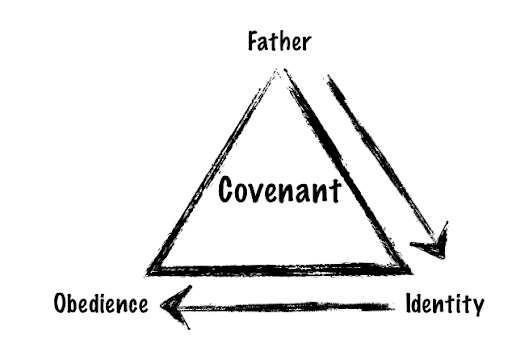 Father
Covenant
Obedience
Identity